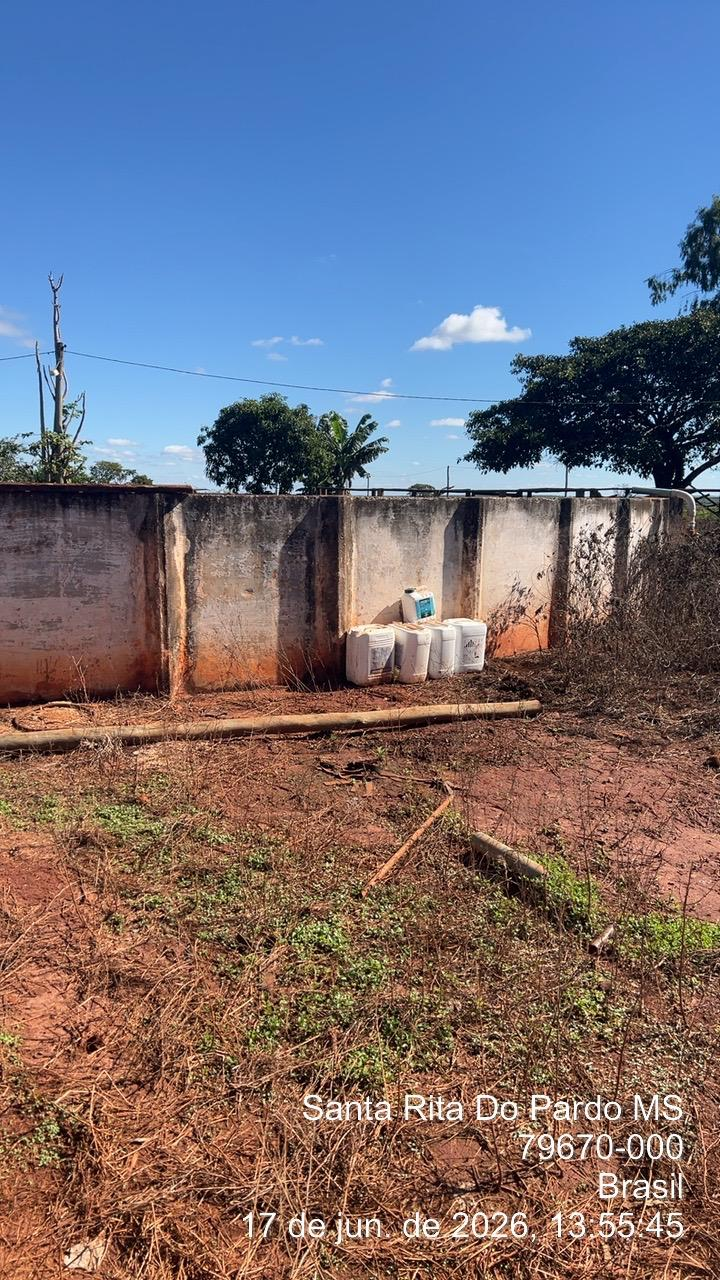 Santa Rita Do Pardo MS
79670-000
Brasil
17 de jun. de 2026, 13:55:45